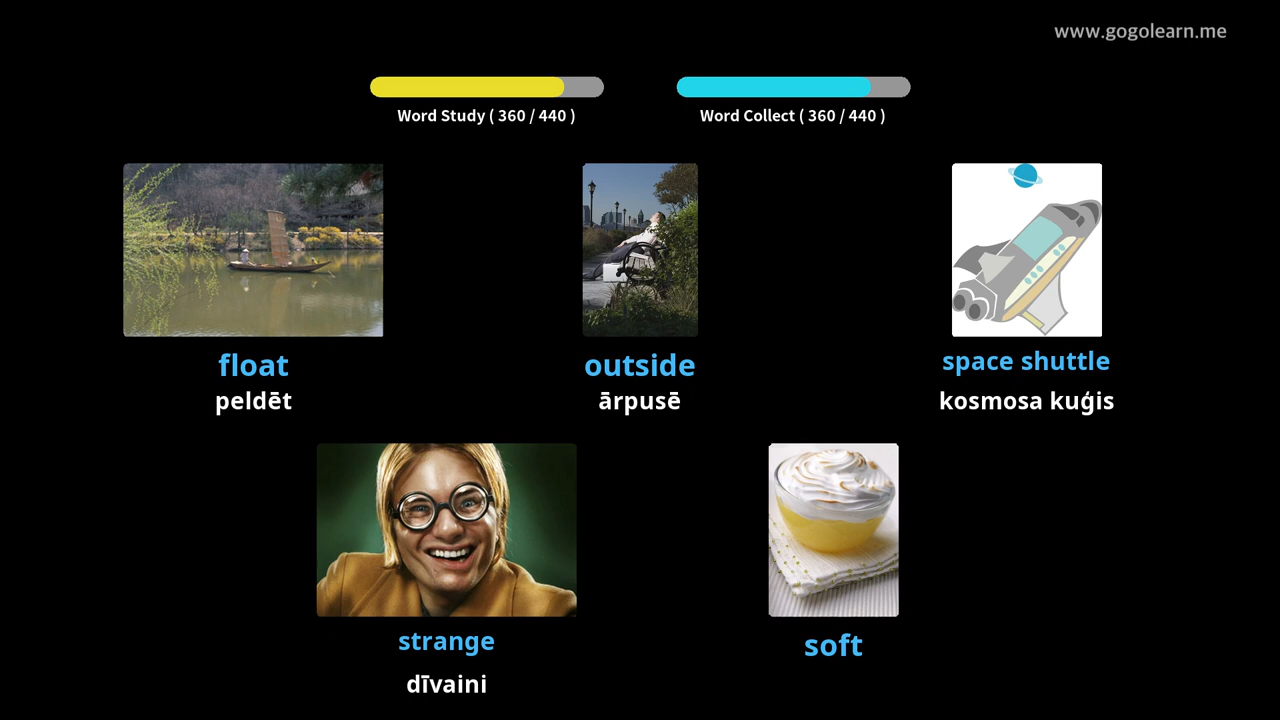 www.gogolearn.me
Word Study ( 360 / 440 )
Word Collect ( 360 / 440 )
float
peldēt
outside
ārpusē
space shuttle
kosmosa kuģis
strange
dīvaini
soft